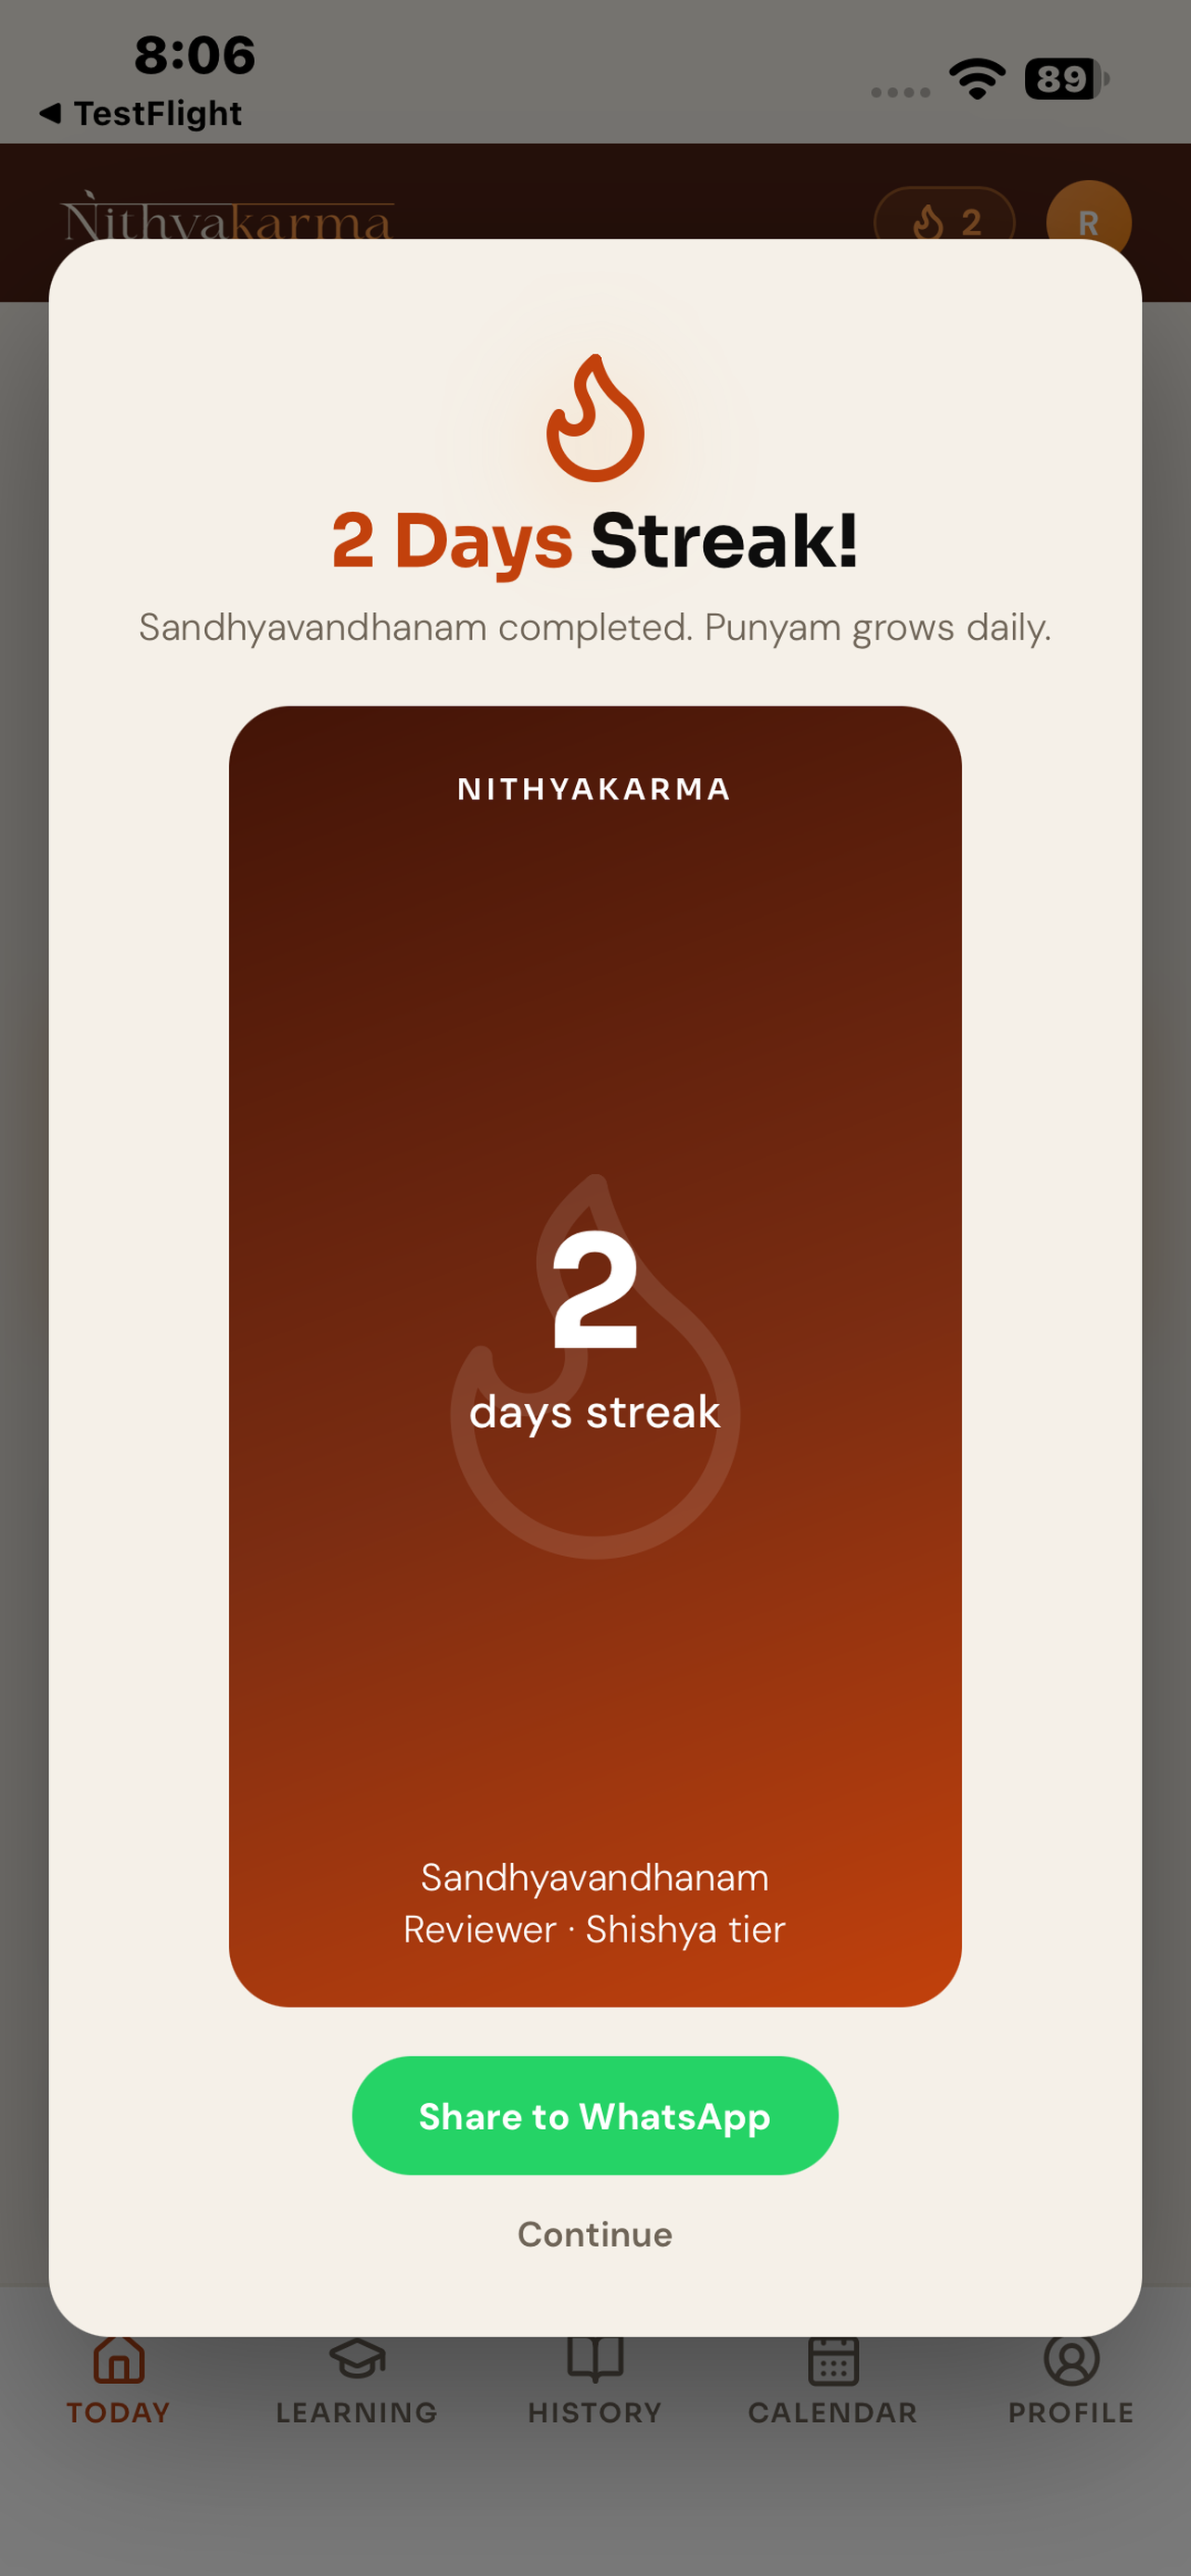 8:06
89
◀ TestFlight
Nithyakarma
2
R
2 Days Streak!
Sandhyavandhanam completed. Punyam grows daily.
NITHYAKARMA
2
days streak
Sandhyavandhanam
Reviewer · Shishya tier
Share to WhatsApp
Continue
TODAY LEARNING HISTORY CALENDAR PROFILE